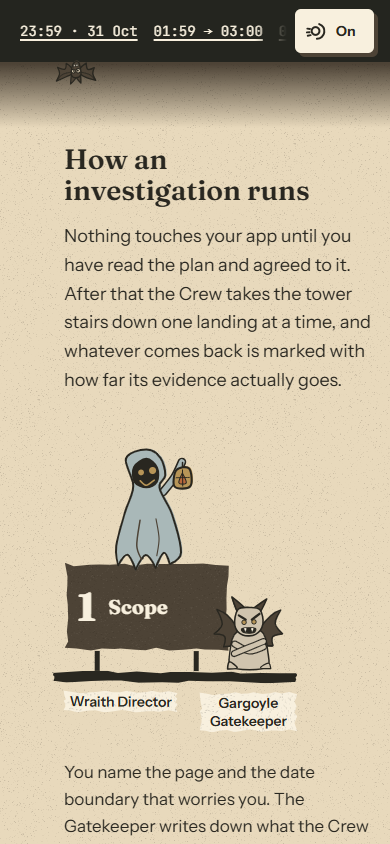 23:59 · 31 Oct 01:59 → 03:00
On
How an
investigation runs
Nothing touches your app until you
have read the plan and agreed to it.
After that the Crew takes the tower
stairs down one landing at a time, and
whatever comes back is marked with
how far its evidence actually goes.
1 Scope
Wraith Director
Gargoyle
Gatekeeper
You name the page and the date
boundary that worries you. The
Gatekeeper writes down what the Crew